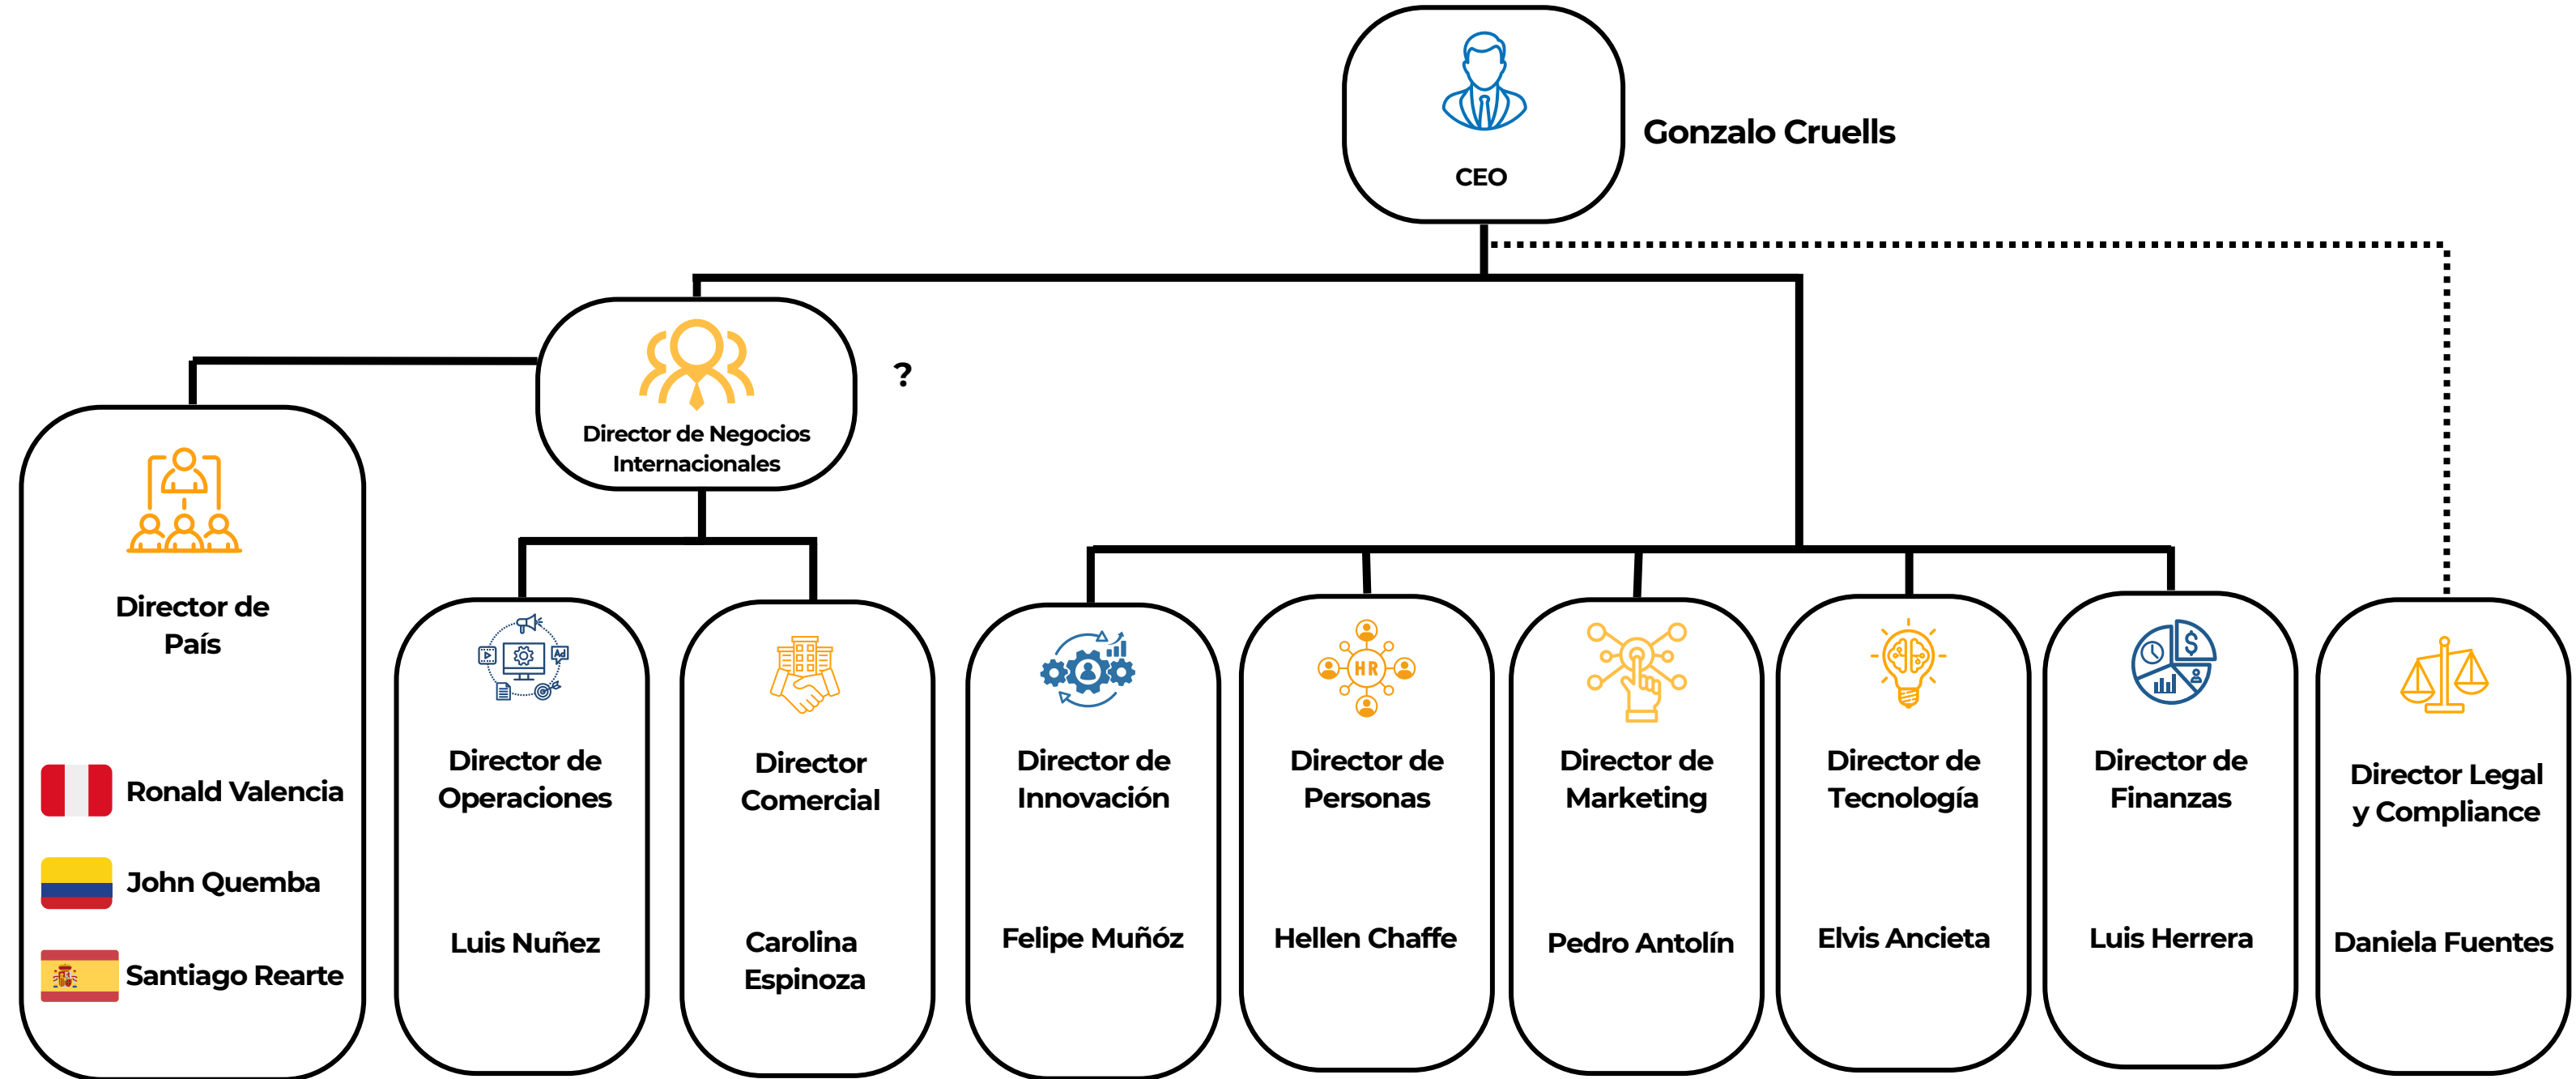 Gonzalo Cruells
CEO
?
Director de Negocios
Internacionales
Director de
País
Ronald Valencia
John Quemba
Santiago Rearte
Ad
Director de
Operaciones
Luis Nuñez
Director
Comercial
Carolina
Espinoza
Director de
Innovación
Felipe Muñóz
HR
Director de
Personas
Hellen Chaffe
Director de
Marketing
Pedro Antolín
Director de
Tecnología
Elvis Ancieta
$
Director de
Finanzas
Luis Herrera
Director Legal
y Compliance
Daniela Fuentes